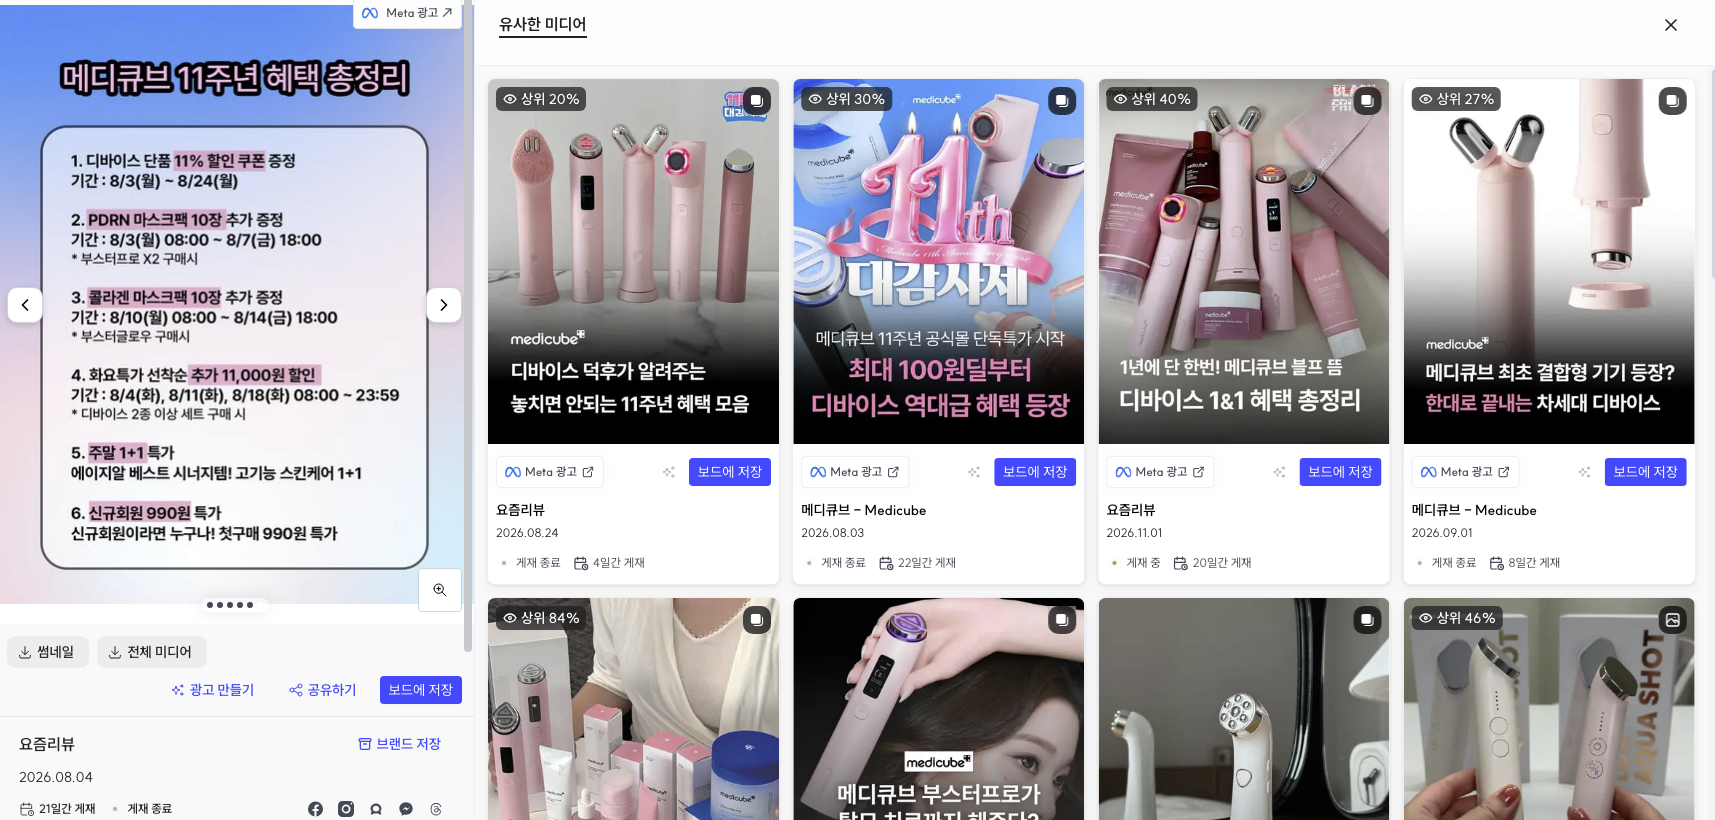 Meta 광고
메디큐브 11주년 혜택 총정리
1. 디바이스 단품 11% 할인 쿠폰 증정
기간 : 8/3(월) ~ 8/24(월)
2. PDRN 마스크팩 10장 추가 증정
기간 : 8/3(월) 08:00 ~ 8/7(금) 18:00
* 부스터프로 X2 구매시
3. 콜라겐 마스크팩 10장 추가 증정
기간 : 8/10(월) 08:00 ~ 8/14(금) 18:00
* 부스터글로우 구매시
4. 화요특가 선착순 추가 11,000원 할인
기간 : 8/4(화), 8/11(화), 8/18(화) 08:00 ~ 23:59
* 디바이스 2종 이상 세트 구매 시
5. 주말 1+1 특가
에이지알 베스트 시너지템! 고기능 스킨케어 1+1
6. 신규회원 990원 특가
신규회원이라면 누구나! 첫구매 990원 특가
썸네일
전체 미디어
광고 만들기
공유하기
보드에 저장
요즘리뷰
브랜드 저장
2026.08.04
21일간 게재
게재 종료
유사한 미디어
상위 20%
medicube
디바이스 덕후가 알려주는
놓치면 안되는 11주년 혜택 모음
Meta 광고
보드에 저장
요즘리뷰
2026.08.24
게재 종료
4일간 게재
상위 30%
medicube
medicube
11th
Medicube 11th Anniversary Event
대감사제
메디큐브 11주년 공식몰 단독특가 시작
최대 100원딜부터
디바이스 역대급 혜택 등장
Meta 광고
보드에 저장
메디큐브 - Medicube
2026.08.03
게재 종료
22일간 게재
상위 40%
1년에 단 한번! 메디큐브 블프 뜸
디바이스 1&1 혜택 총정리
Meta 광고
보드에 저장
요즘리뷰
2026.11.01
게재 중
20일간 게재
상위 27%
medicube
메디큐브 최초 결합형 기기 등장?
한대로 끝내는 차세대 디바이스
Meta 광고
보드에 저장
메디큐브 - Medicube
2026.09.01
게재 종료
8일간 게재
상위 84%
medicube
medicube
메디큐브 부스터프로가
상위 46%
AQUA SHOT